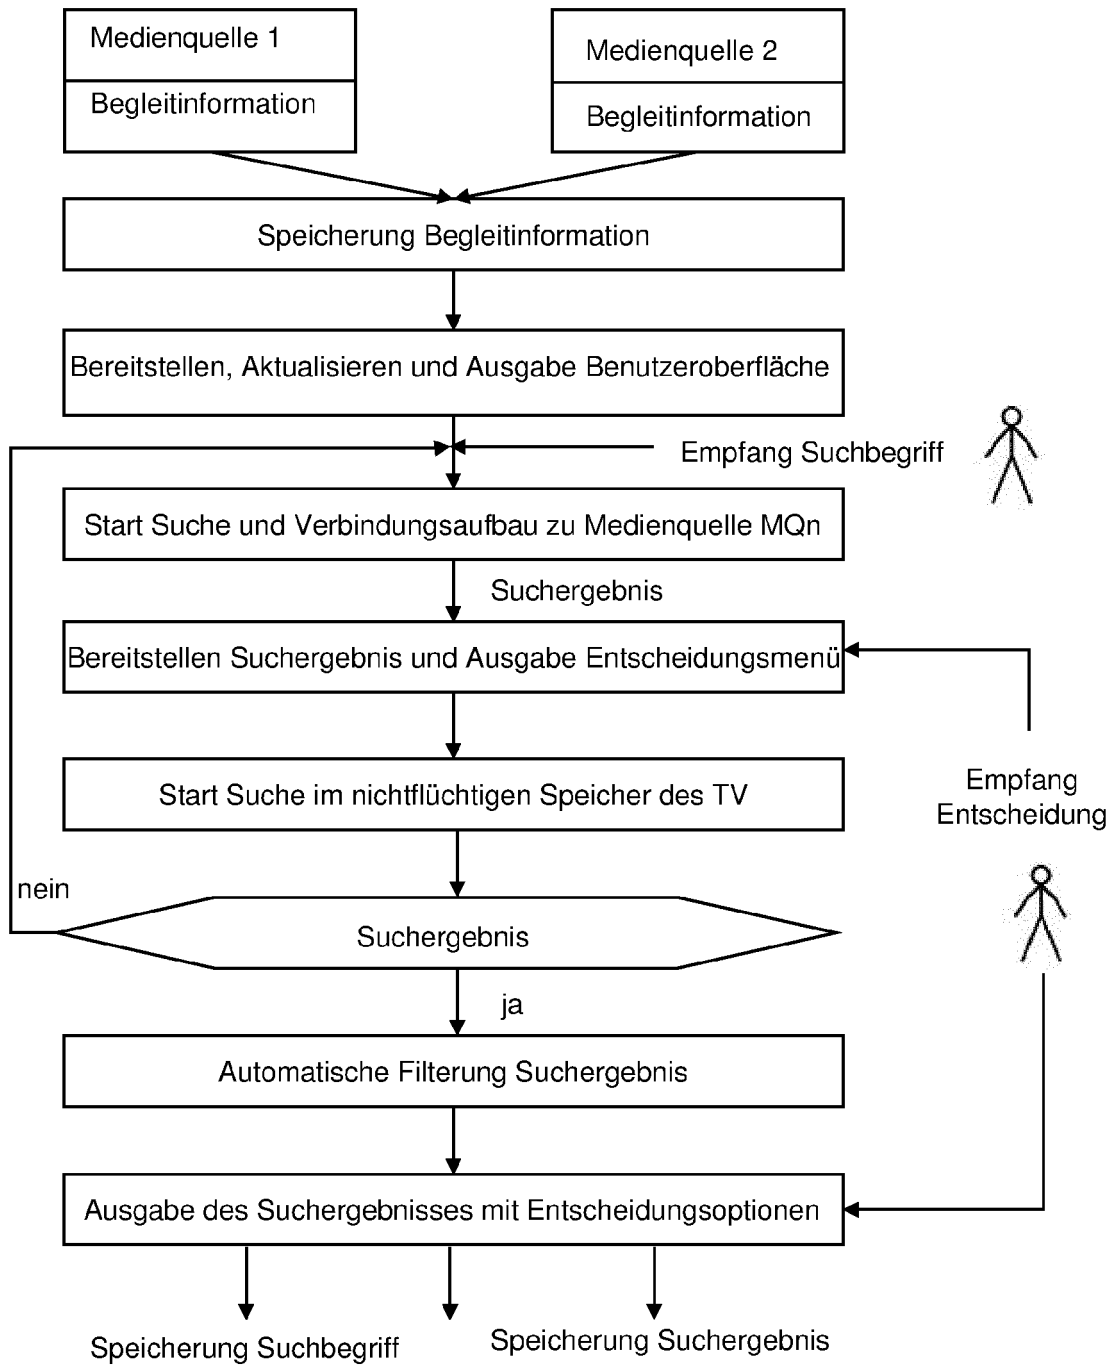 Medienquelle 1
Begleitinformation
Medienquelle 2
Begleitinformation
Speicherung Begleitinformation
Bereitstellen, Aktualisieren und Ausgabe Benutzeroberfläche
Empfang Suchbegriff
Start Suche und Verbindungsaufbau zu Medienquelle MQn
Suchergebnis
Bereitstellen Suchergebnis und Ausgabe Entscheidungsmenü
Start Suche im nichtflüchtigen Speicher des TV
Empfang
Entscheidung
nein
Suchergebnis
ja
Automatische Filterung Suchergebnis
Ausgabe des Suchergebnisses mit Entscheidungsoptionen
Speicherung Suchbegriff
Speicherung Suchergebnis